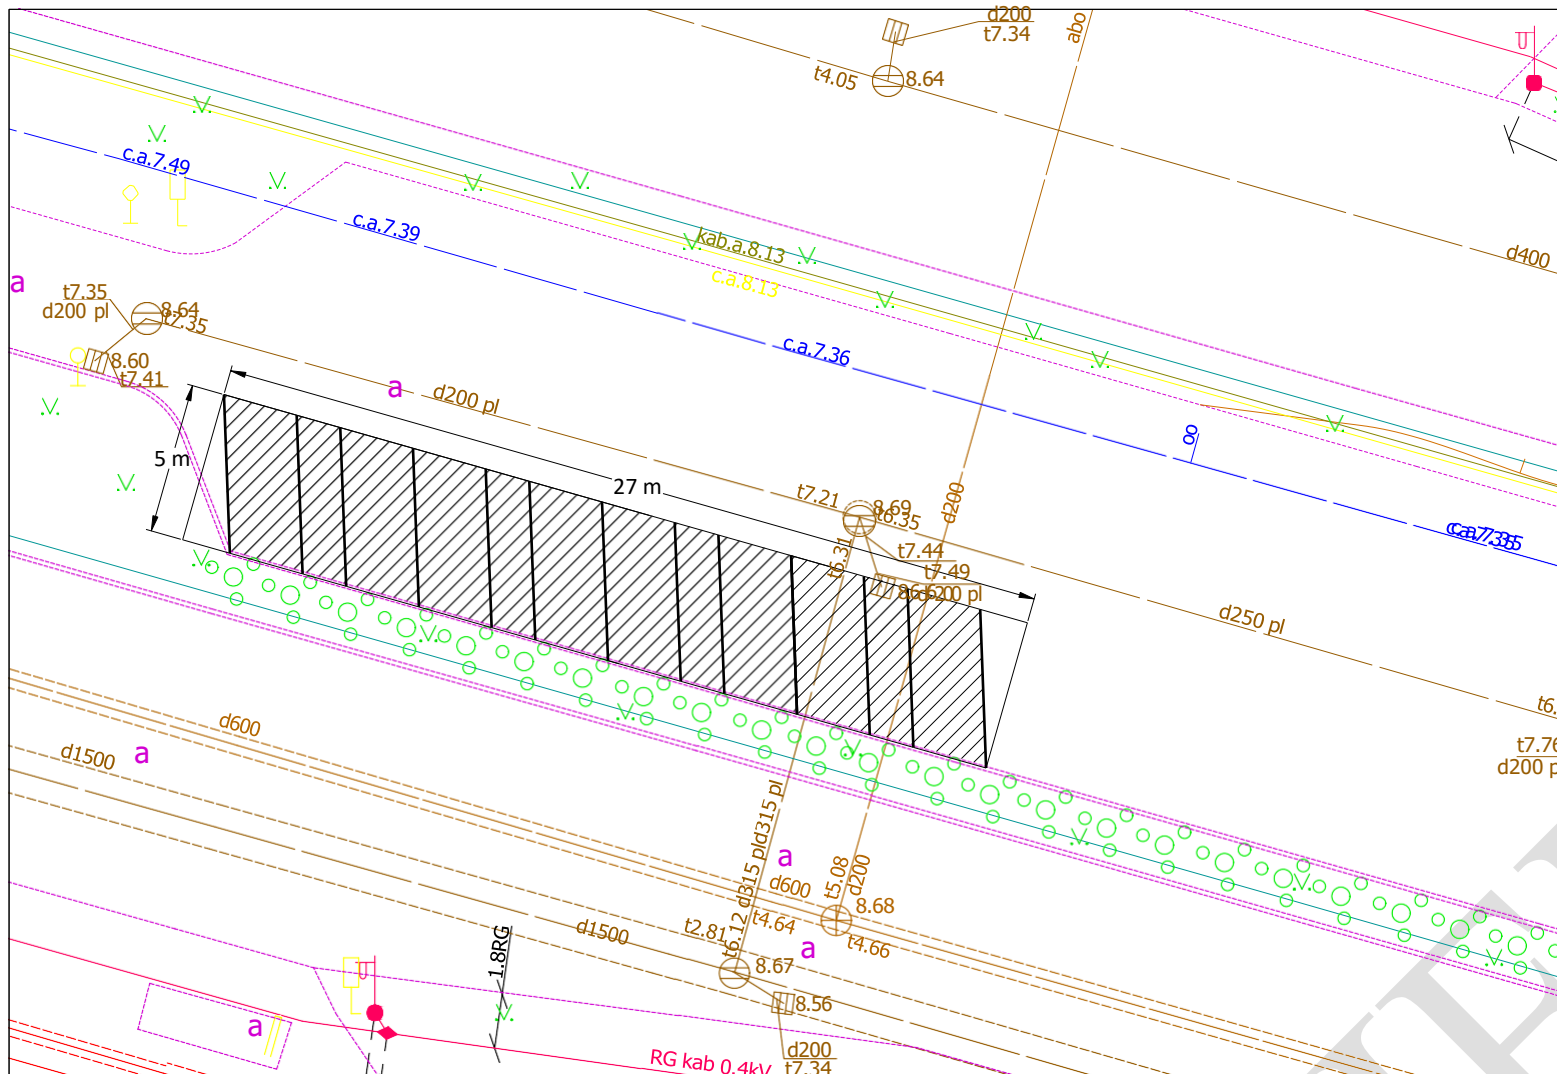 d200
t7.34
abo
t4.05
8.64
d400
c.a.7.49
c.a.7.39
kab.a.8.13
c.a.8.13
a
t7.35
d200 pl
8.64
t7.35
8.60
t7.41
c.a.7.36
a
d200 pl
5 m
27 m
t7.21
8.69
t6.35
d200
t6.31
t7.44
t7.49
d200 pl
d250 pl
t6.
t7.76
d200 p
d600
a
d1500
d315 pl
d315 pl
t6.12
a
d600
t5.08
d200
8.68
t4.64
t4.66
t2.81
d1500
a
8.67
8.56
1.8RG
a
d200
t7.34
RG kab 0.4kV